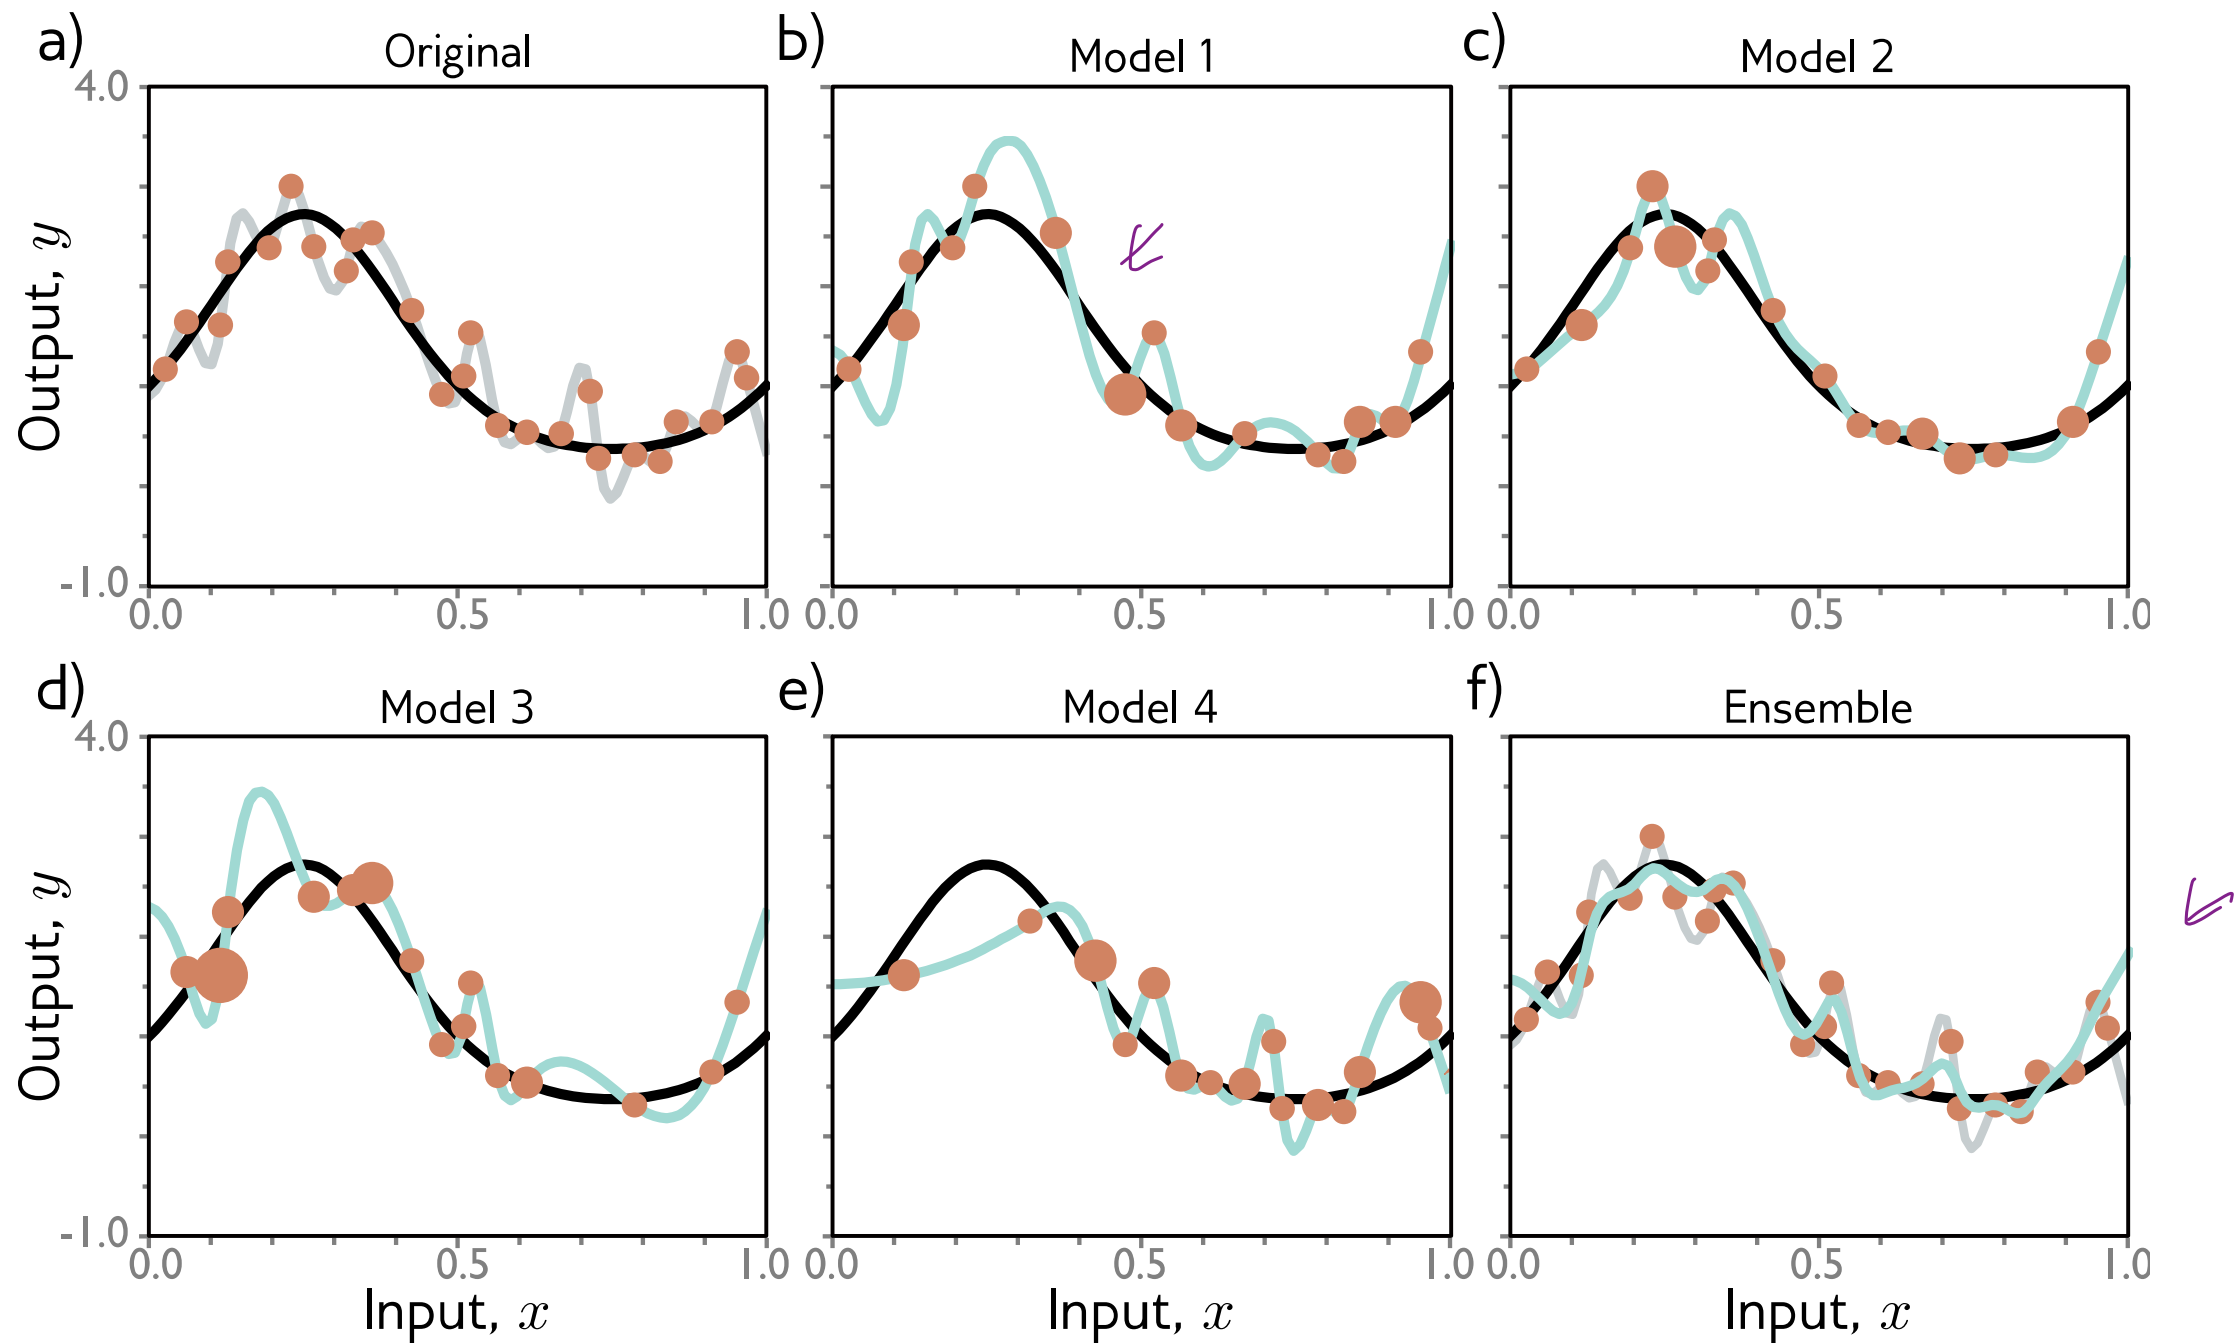 a) Original
b) Model 1
c) Model 2
4.0
Output, y
-1.0
0.0 0.5 1.0
0.0 0.5 1.0
0.0 0.5 1.0
d) Model 3
e) Model 4
f) Ensemble
4.0
Output, y
-1.0
0.0 0.5 1.0
0.0 0.5 1.0
0.0 0.5 1.0
Input, x
Input, x
Input, x